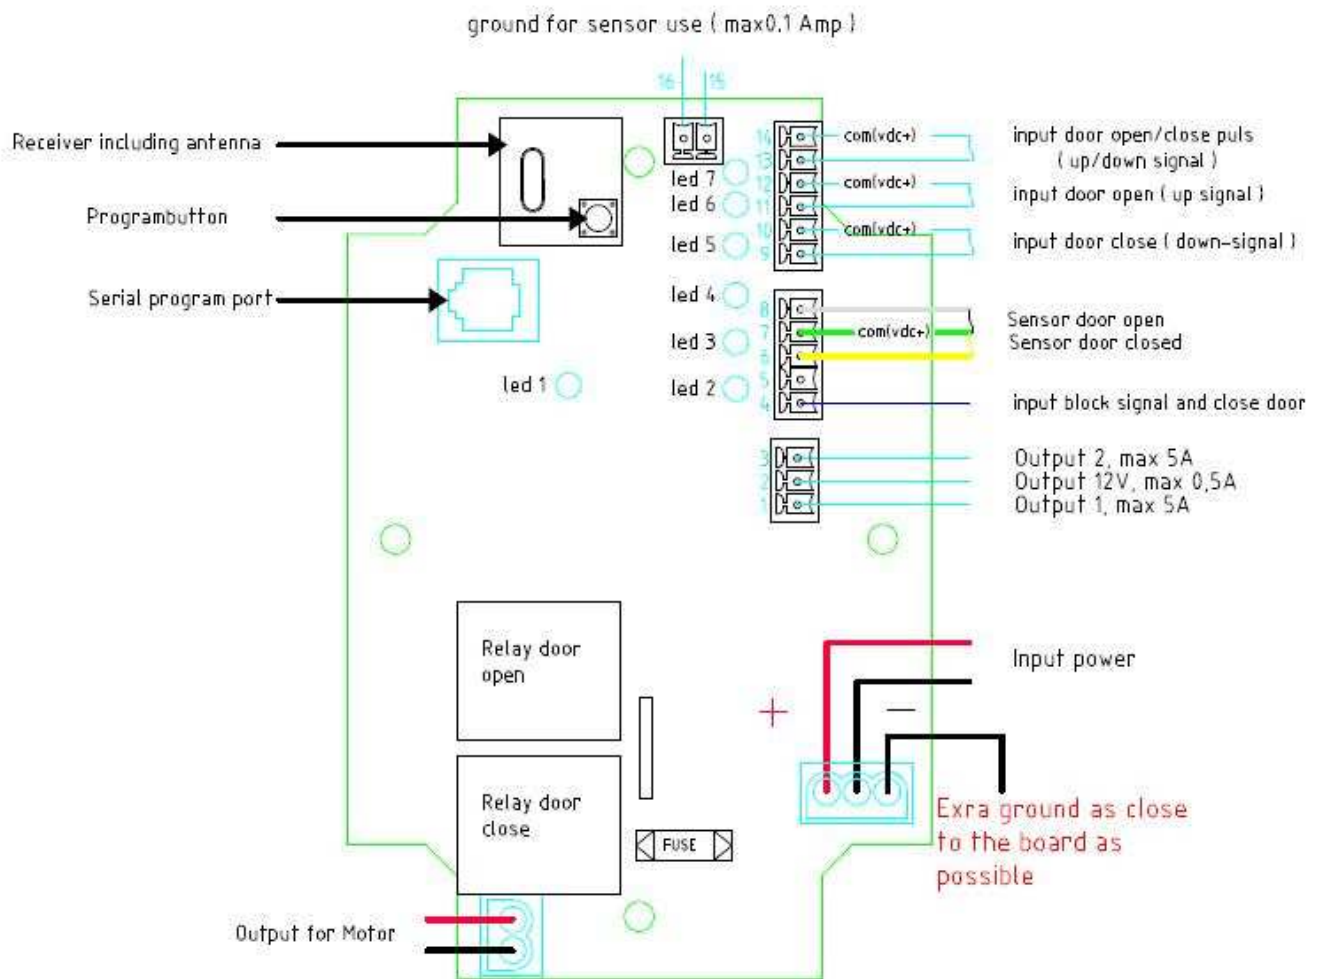 ground for sensor use ( max0.1 Amp )
16 15
Receiver including antenna
Programbutton
Serial program port
led 7
led 6
led 5
led 4
led 3
led 2
led 1
14 com(vdc+) input door open/close puls
13 ( up/down signal )
12 com(vdc+)
11 input door open ( up signal )
10 com(vdc+)
9 input door close ( down-signal )
8 Sensor door open
7 com(vdc+) Sensor door closed
6
5
4 input block signal and close door
3 Output 2, max 5A
2 Output 12V, max 0,5A
1 Output 1, max 5A
Relay door
open
Input power
+ −
Relay door
close
FUSE
Exra ground as close
to the board as
possible
Output for Motor